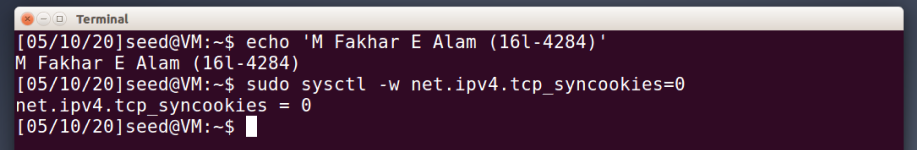 Terminal
[05/10/20]seed@VM:~$ echo 'M Fakhar E Alam (16l-4284)'
M Fakhar E Alam (16l-4284)
[05/10/20]seed@VM:~$ sudo sysctl -w net.ipv4.tcp_syncookies=0
net.ipv4.tcp_syncookies = 0
[05/10/20]seed@VM:~$